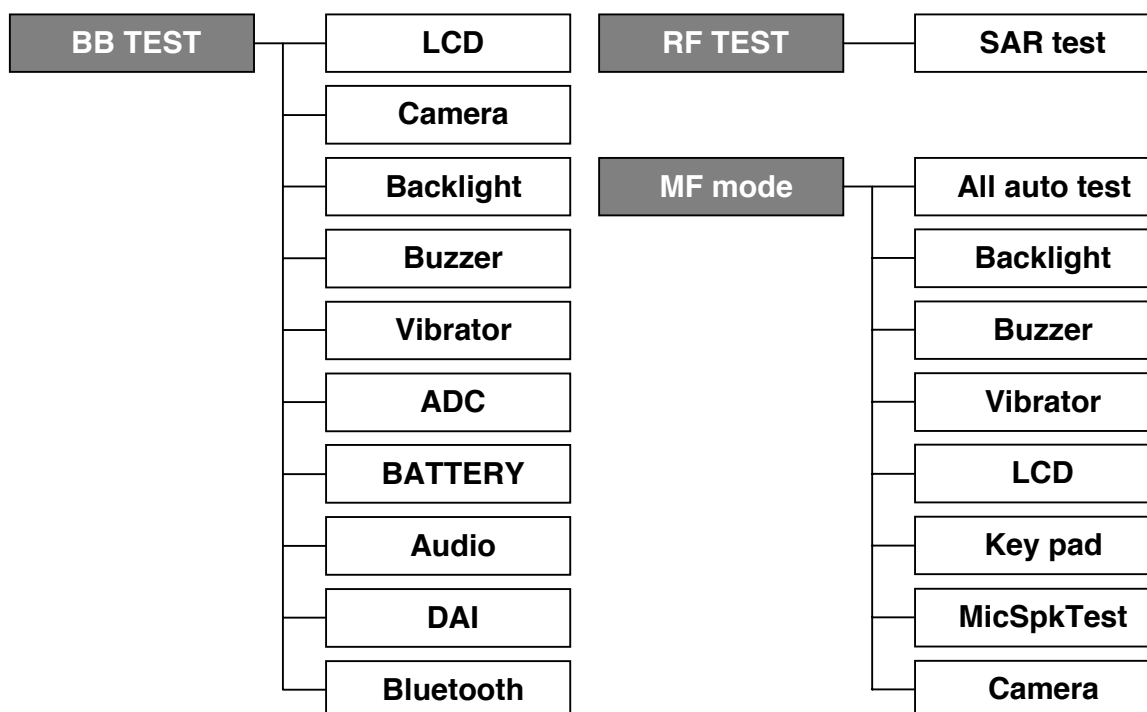 BB TEST
LCD
Camera
Backlight
Buzzer
Vibrator
ADC
BATTERY
Audio
DAI
Bluetooth
RF TEST
SAR test
MF mode
All auto test
Backlight
Buzzer
Vibrator
LCD
Key pad
MicSpkTest
Camera